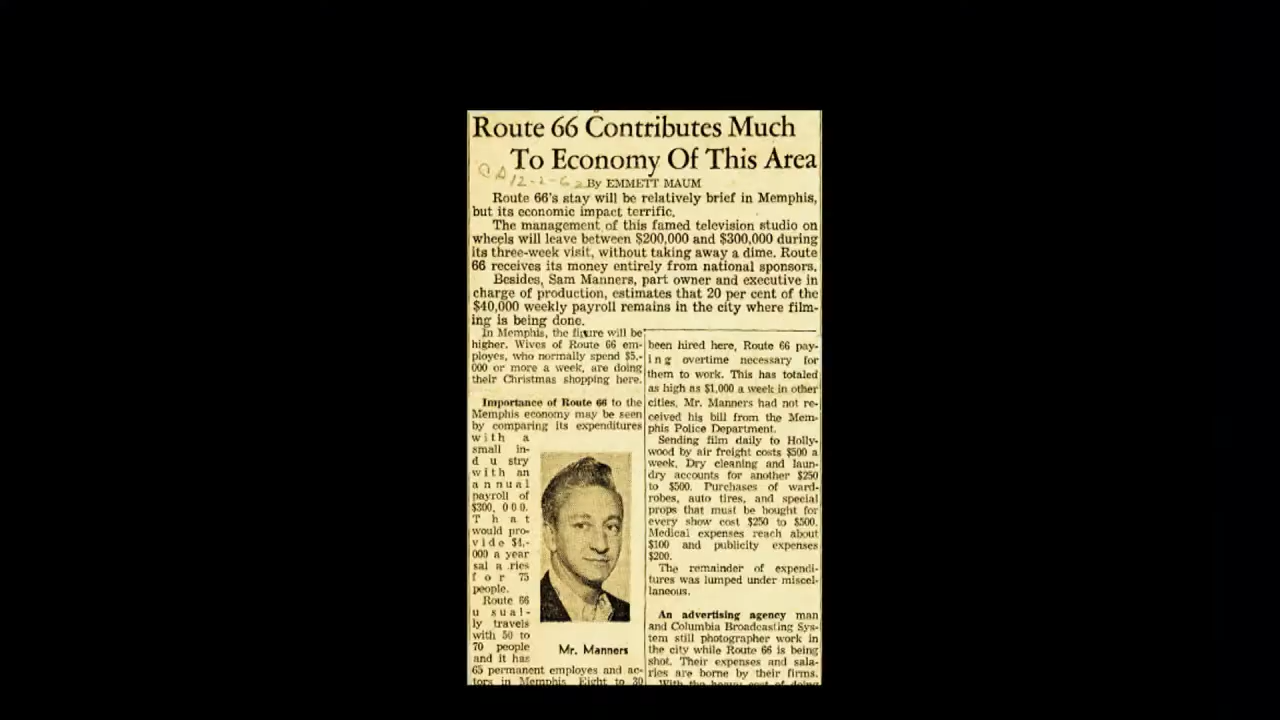 Route 66 Contributes Much
To Economy Of This Area
CA 12-2-62
By EMMETT MAUM
Route 66's stay will be relatively brief in Memphis,
but its economic impact terrific.
The management of this famed television studio on
wheels will leave between $200,000 and $300,000 during
its three-week visit, without taking away a dime. Route
66 receives its money entirely from national sponsors.
Besides, Sam Manners, part owner and executive in
charge of production, estimates that 20 per cent of the
$40,000 weekly payroll remains in the city where film-
ing is being done.
In Memphis, the figure will be
higher. Wives of Route 66 em-
ployes, who normally spend $5,-
000 or more a week, are doing
their Christmas shopping here.
Importance of Route 66 to the
Memphis economy may be seen
by comparing its expenditures
with a
small in-
dustry
with an
annual
payroll of
$300,000.
That
would pro-
vide $4,-
000 a year
salaries
for 75
people.
Route 66
usual-
ly travels
with 50 to
70 people
and it has
65 permanent employes and ac-
tors in Memphis. Eight to 30
Mr. Manners
been hired here, Route 66 pay-
ing overtime necessary for
them to work. This has totaled
as high as $1,000 a week in other
cities. Mr. Manners had not re-
ceived his bill from the Mem-
phis Police Department.
Sending film daily to Holly-
wood by air freight costs $500 a
week. Dry cleaning and laun-
dry accounts for another $250
to $500. Purchases of ward-
robes, auto tires, and special
props that must be bought for
every show cost $250 to $500.
Medical expenses reach about
$100 and publicity expenses
$200.
The remainder of expendi-
tures was lumped under miscel-
laneous.
An advertising agency man
and Columbia Broadcasting Sys-
tem still photographer work in
the city while Route 66 is being
shot. Their expenses and sala-
ries are borne by their firms.
With the heavy cost of doing